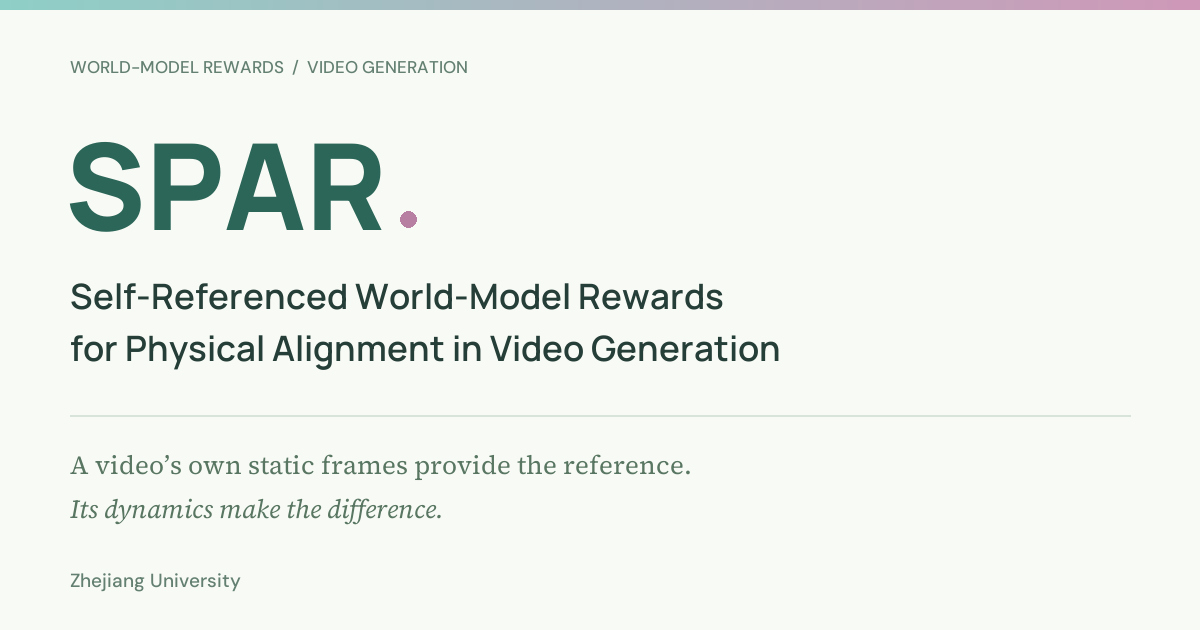 WORLD-MODEL REWARDS / VIDEO GENERATION
SPAR.
Self-Referenced World-Model Rewards
for Physical Alignment in Video Generation
A video’s own static frames provide the reference.
Its dynamics make the difference.
Zhejiang University